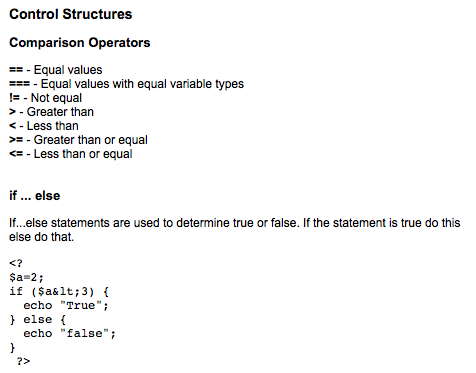 Control Structures
Comparison Operators
== - Equal values
=== - Equal values with equal variable types
!= - Not equal
> - Greater than
< - Less than
>= - Greater than or equal
<= - Less than or equal
if ... else
If...else statements are used to determine true or false. If the statement is true do this
else do that.
<?
$a=2;
if ($a&lt;3) {
  echo "True";
} else {
  echo "false";
}
 ?>